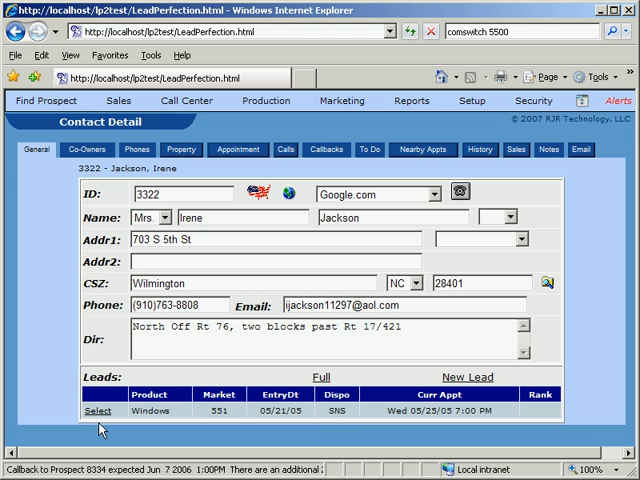 http://localhost/lp2test/LeadPerfection.html - Windows Internet Explorer
http://localhost/lp2test/LeadPerfection.html
comswitch 5500
File Edit View Favorites Tools Help
http://localhost/lp2test/LeadPerfection.html
Page Tools
Find Prospect Sales Call Center Production Marketing Reports Setup Security Alerts
Contact Detail
© 2007 RJR Technology, LLC
General Co-Owners Phones Property Appointment Calls Callbacks To Do Nearby Appts History Sales Notes Email
3322 - Jackson, Irene
ID: 3322 Google.com
Name: Mrs. Irene Jackson
Addr1: 703 S 5th St
Addr2:
CSZ: Wilmington NC 28401
Phone: (910)763-8808 Email: ijackson11297@aol.com
Dir: North Off Rt 76, two blocks past Rt 17/421
Leads: Full New Lead
Product Market EntryDt Dispo Curr Appt Rank
Select Windows 551 05/21/05 SNS Wed 05/25/05 7:00 PM
Callback to Prospect 8334 expected Jun 7 2006 1:00PM There are an additional 2
Local intranet
100%